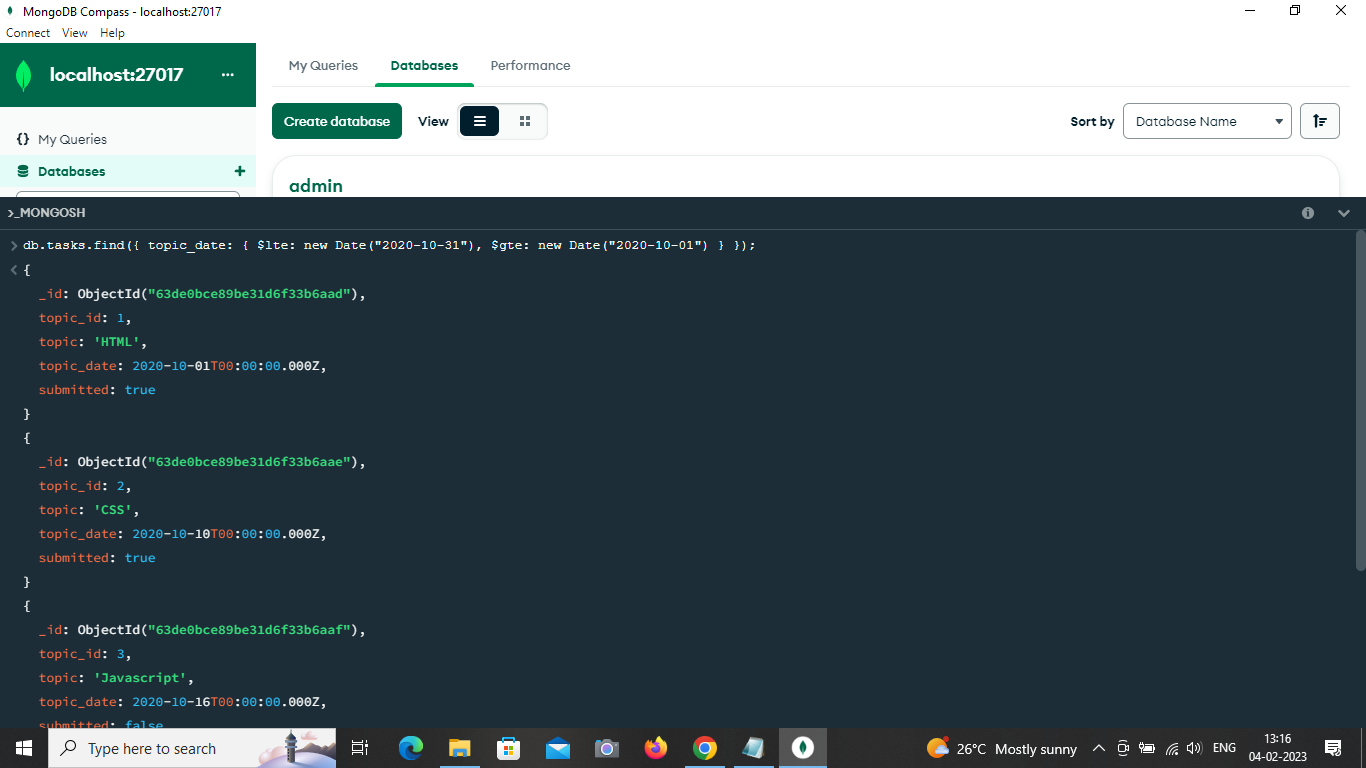 MongoDB Compass - localhost:27017
Connect View Help
localhost:27017 ...
My Queries Databases Performance
Create database View Sort by Database Name
{} My Queries
Databases +
admin
>_MONGOSH
> db.tasks.find({ topic_date: { $lte: new Date("2020-10-31"), $gte: new Date("2020-10-01") } });
< {
_id: ObjectId("63de0bce89be31d6f33b6aad"),
topic_id: 1,
topic: 'HTML',
topic_date: 2020-10-01T00:00:00.000Z,
submitted: true
}
{
_id: ObjectId("63de0bce89be31d6f33b6aae"),
topic_id: 2,
topic: 'CSS',
topic_date: 2020-10-10T00:00:00.000Z,
submitted: true
}
{
_id: ObjectId("63de0bce89be31d6f33b6aaf"),
topic_id: 3,
topic: 'Javascript',
topic_date: 2020-10-16T00:00:00.000Z,
submitted: false
Type here to search
26°C Mostly sunny ENG
13:16
04-02-2023